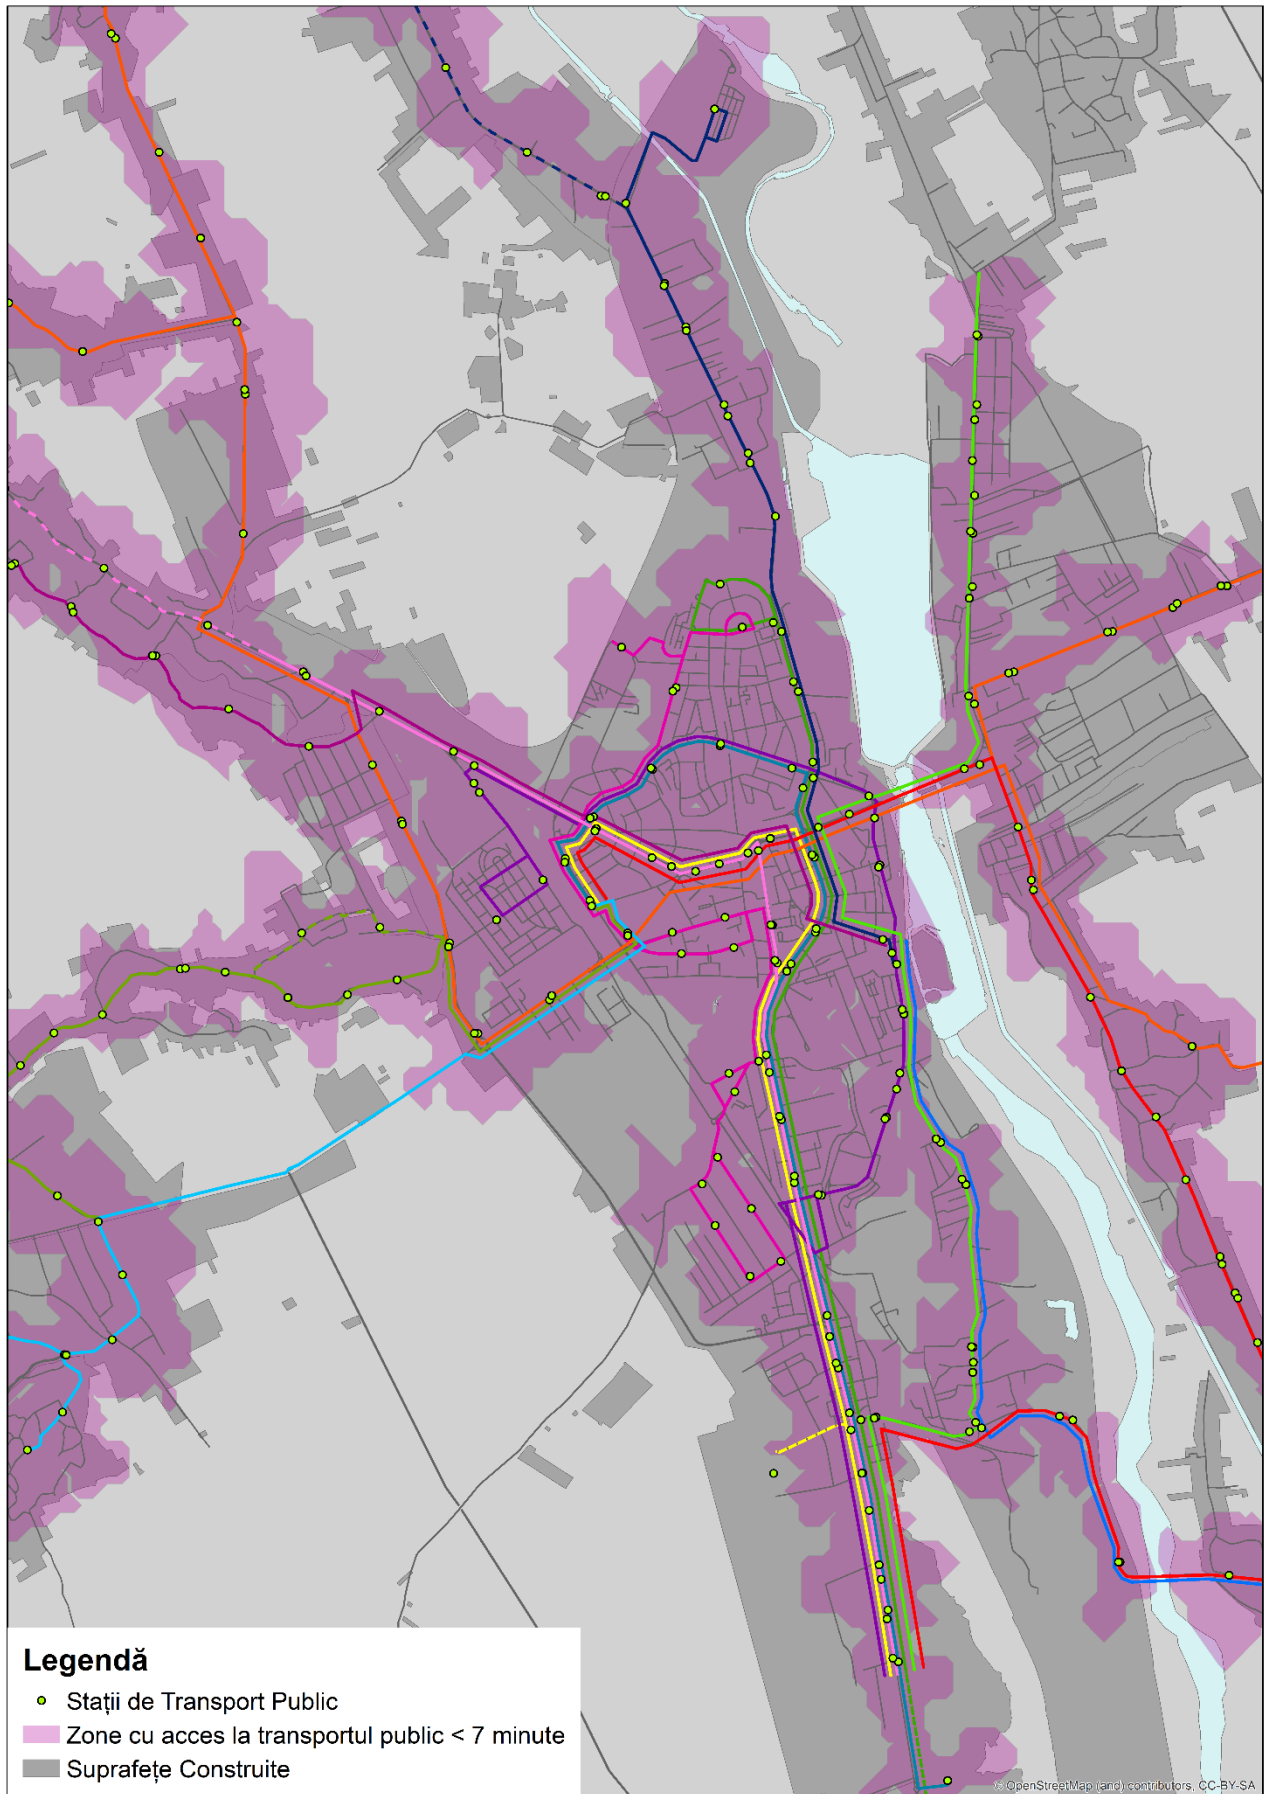 Legendă
Stații de Transport Public
Zone cu acces la transportul public < 7 minute
Suprafețe Construite
© OpenStreetMap (and) contributors, CC-BY-SA